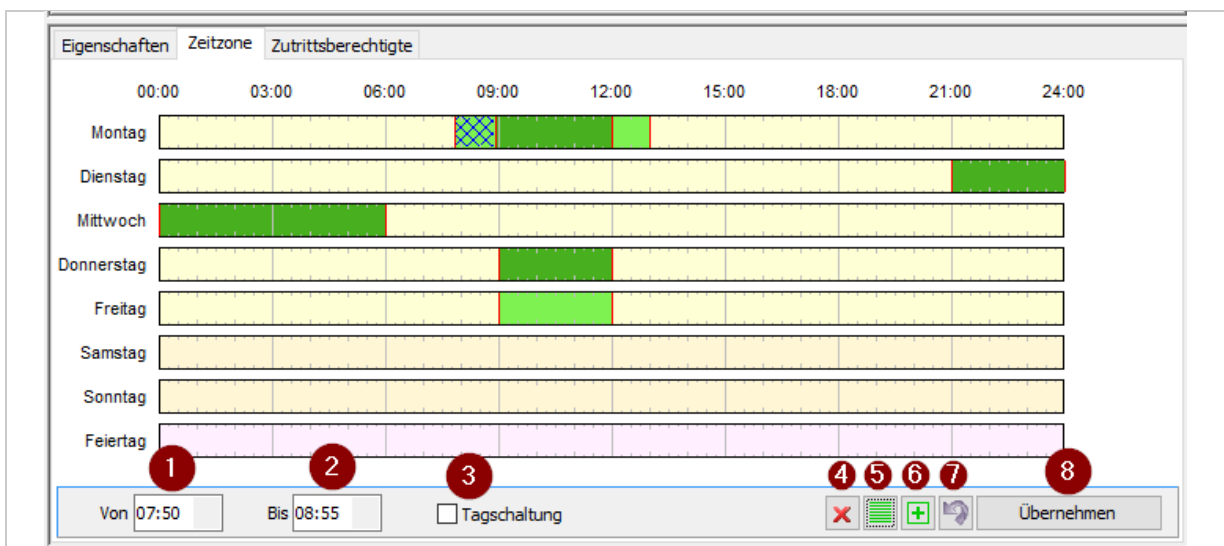 Eigenschaften Zeitzone Zutrittsberechtigte
00:00 03:00 06:00 09:00 12:00 15:00 18:00 21:00 24:00
Montag
Dienstag
Mittwoch
Donnerstag
Freitag
Samstag
Sonntag
Feiertag
1 2 3 4 5 6 7 8
Von 07:50 Bis 08:55 Tagschaltung Übernehmen